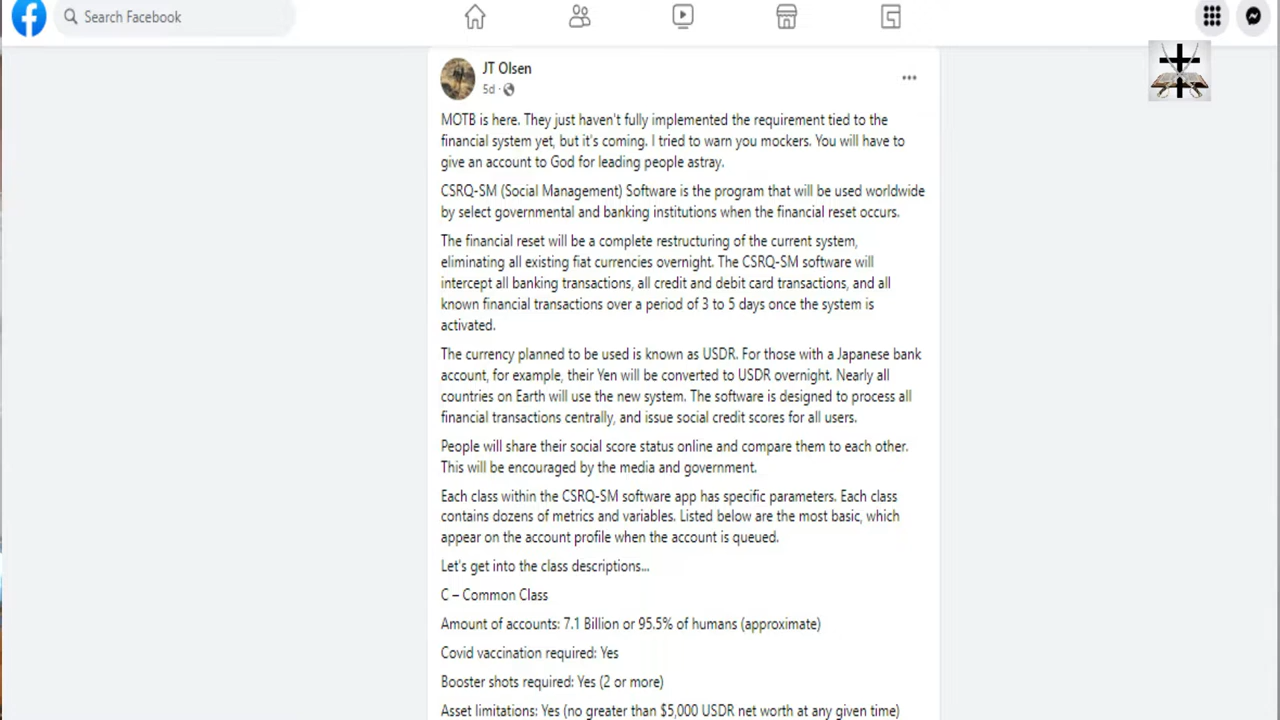 Search Facebook
JT Olsen
5d ·
MOTB is here. They just haven't fully implemented the requirement tied to the
financial system yet, but it's coming. I tried to warn you mockers. You will have to
give an account to God for leading people astray.
CSRQ-SM (Social Management) Software is the program that will be used worldwide
by select governmental and banking institutions when the financial reset occurs.
The financial reset will be a complete restructuring of the current system,
eliminating all existing fiat currencies overnight. The CSRQ-SM software will
intercept all banking transactions, all credit and debit card transactions, and all
known financial transactions over a period of 3 to 5 days once the system is
activated.
The currency planned to be used is known as USDR. For those with a Japanese bank
account, for example, their Yen will be converted to USDR overnight. Nearly all
countries on Earth will use the new system. The software is designed to process all
financial transactions centrally, and issue social credit scores for all users.
People will share their social score status online and compare them to each other.
This will be encouraged by the media and government.
Each class within the CSRQ-SM software app has specific parameters. Each class
contains dozens of metrics and variables. Listed below are the most basic, which
appear on the account profile when the account is queued.
Let's get into the class descriptions...
C – Common Class
Amount of accounts: 7.1 Billion or 95.5% of humans (approximate)
Covid vaccination required: Yes
Booster shots required: Yes (2 or more)
Asset limitations: Yes (no greater than $5,000 USDR net worth at any given time)